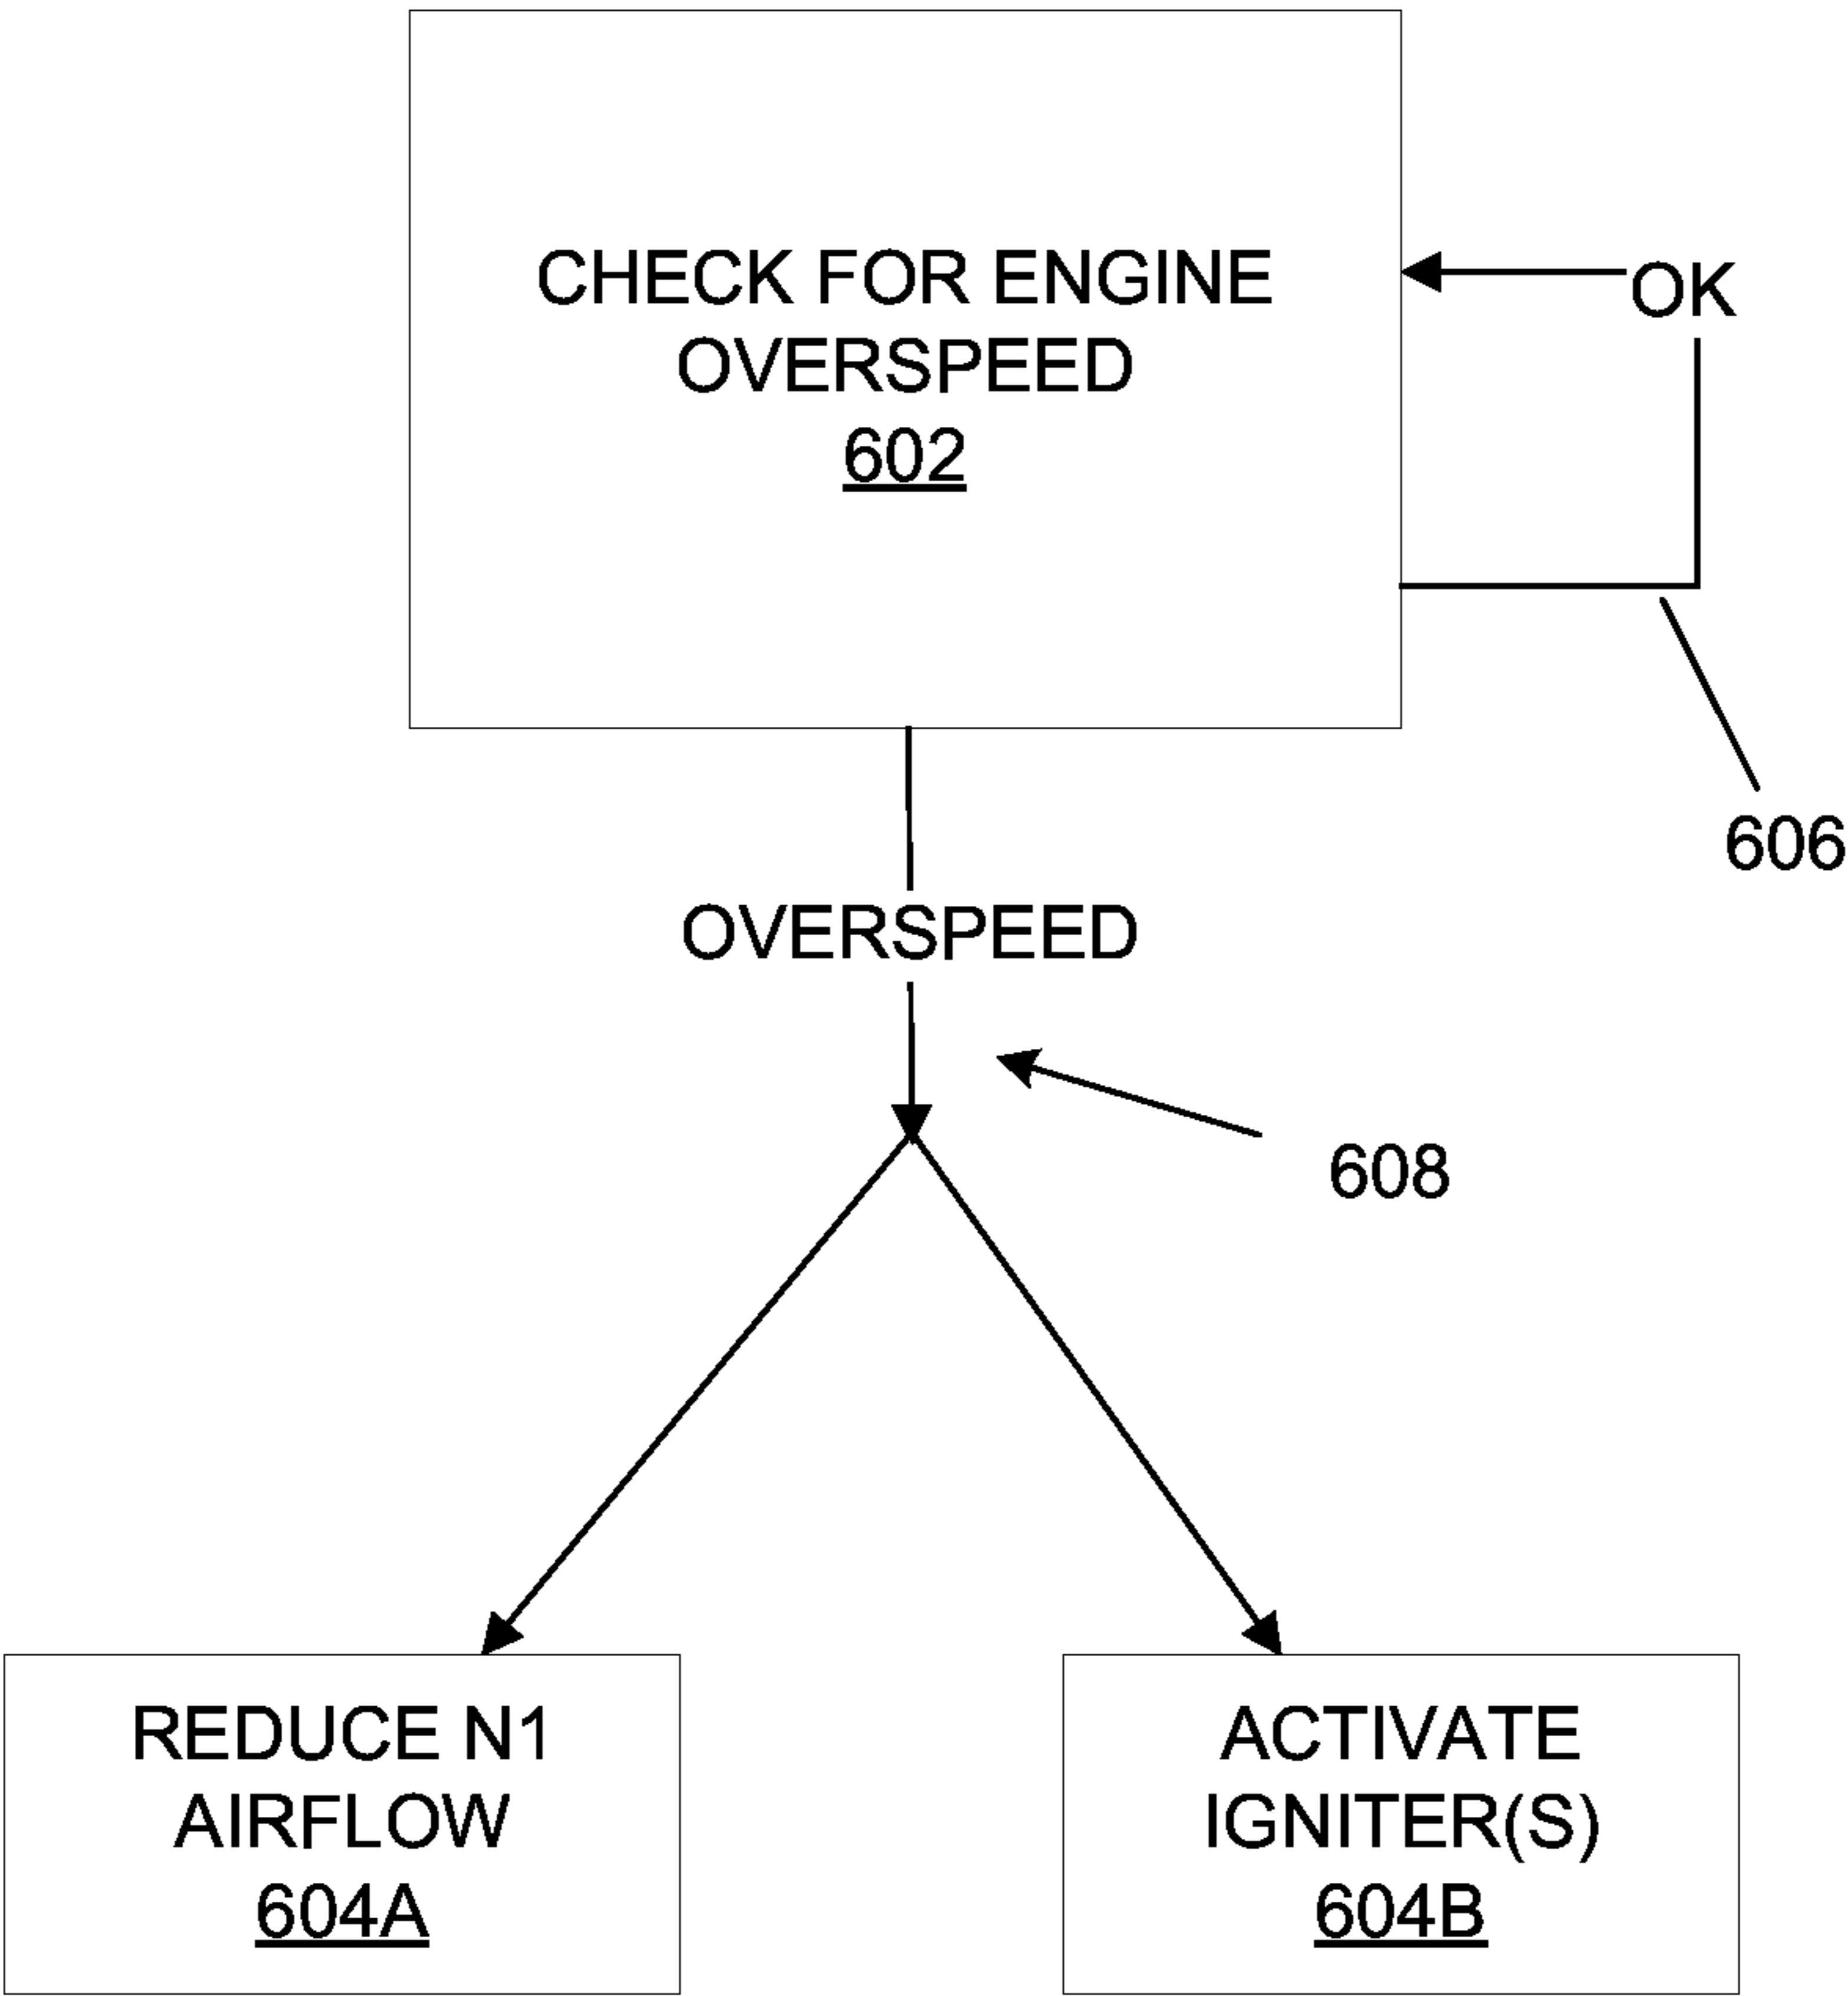 CHECK FOR ENGINE
OVERSPEED
602
OK
606
OVERSPEED
608
REDUCE N1
AIRFLOW
604A
ACTIVATE
IGNITER(S)
604B